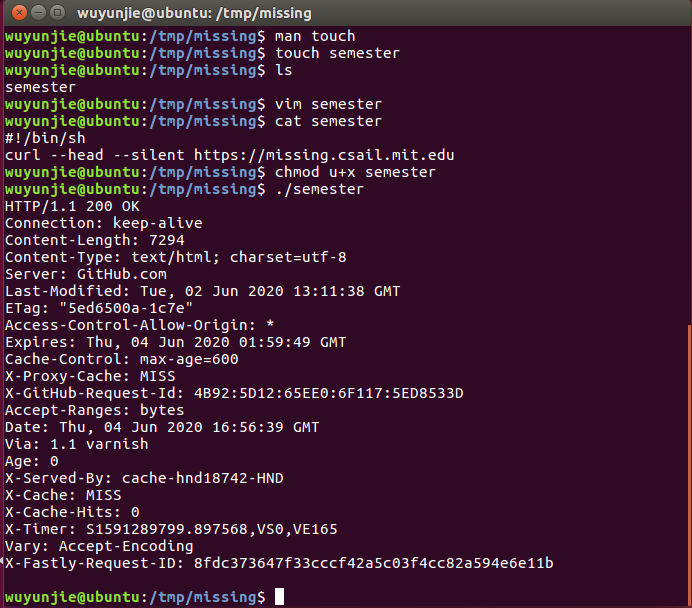 wuyunjie@ubuntu: /tmp/missing
wuyunjie@ubuntu:/tmp/missing$ man touch
wuyunjie@ubuntu:/tmp/missing$ touch semester
wuyunjie@ubuntu:/tmp/missing$ ls
semester
wuyunjie@ubuntu:/tmp/missing$ vim semester
wuyunjie@ubuntu:/tmp/missing$ cat semester
#!/bin/sh
curl --head --silent https://missing.csail.mit.edu
wuyunjie@ubuntu:/tmp/missing$ chmod u+x semester
wuyunjie@ubuntu:/tmp/missing$ ./semester
HTTP/1.1 200 OK
Connection: keep-alive
Content-Length: 7294
Content-Type: text/html; charset=utf-8
Server: GitHub.com
Last-Modified: Tue, 02 Jun 2020 13:11:38 GMT
ETag: "5ed6500a-1c7e"
Access-Control-Allow-Origin: *
Expires: Thu, 04 Jun 2020 01:59:49 GMT
Cache-Control: max-age=600
X-Proxy-Cache: MISS
X-GitHub-Request-Id: 4B92:5D12:65EE0:6F117:5ED8533D
Accept-Ranges: bytes
Date: Thu, 04 Jun 2020 16:56:39 GMT
Via: 1.1 varnish
Age: 0
X-Served-By: cache-hnd18742-HND
X-Cache: MISS
X-Cache-Hits: 0
X-Timer: S1591289799.897568,VS0,VE165
Vary: Accept-Encoding
X-Fastly-Request-ID: 8fdc373647f33cccf42a5c03f4cc82a594e6e11b
wuyunjie@ubuntu:/tmp/missing$